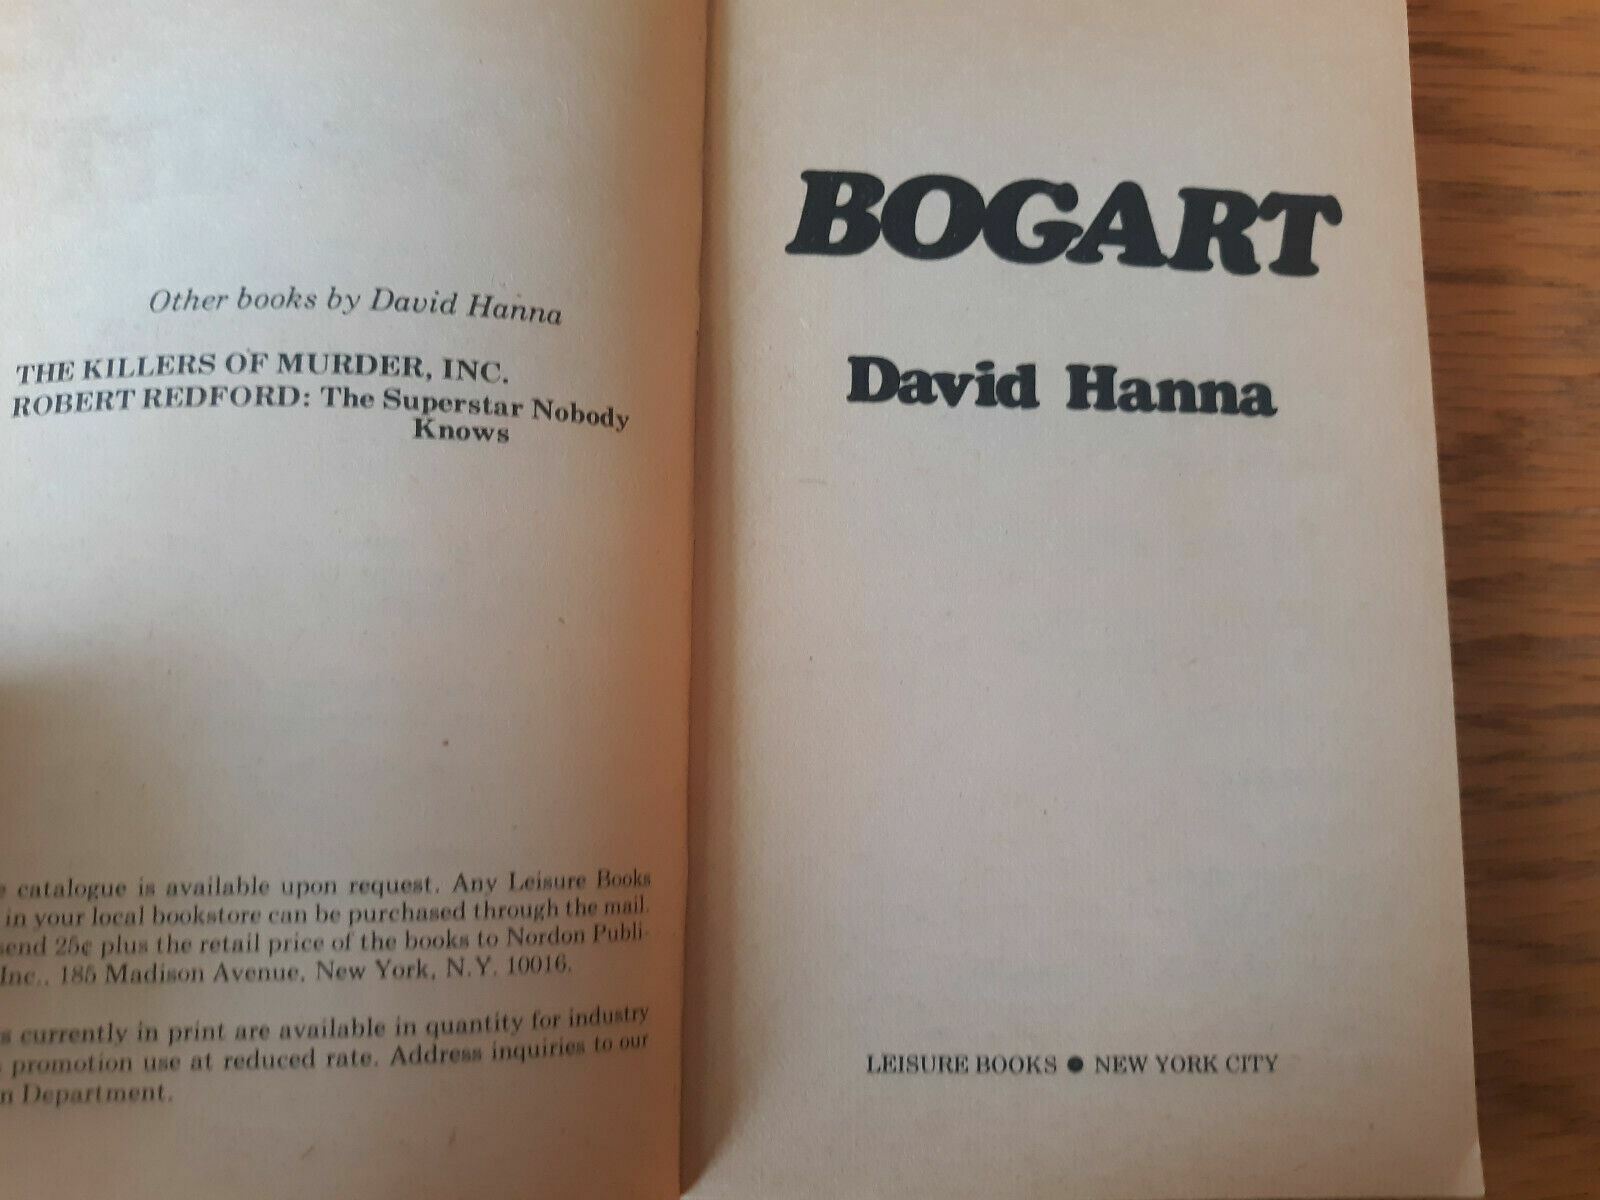 Other books by David Hanna
THE KILLERS OF MURDER, INC.
ROBERT REDFORD: The Superstar Nobody
Knows
catalogue is available upon request. Any Leisure Books
in your local bookstore can be purchased through the mail.
send 25¢ plus the retail price of the books to Nordon Publi-
Inc., 185 Madison Avenue, New York, N.Y. 10016.
currently in print are available in quantity for industry
promotion use at reduced rate. Address inquiries to our
Department.
BOGART
David Hanna
LEISURE BOOKS ● NEW YORK CITY